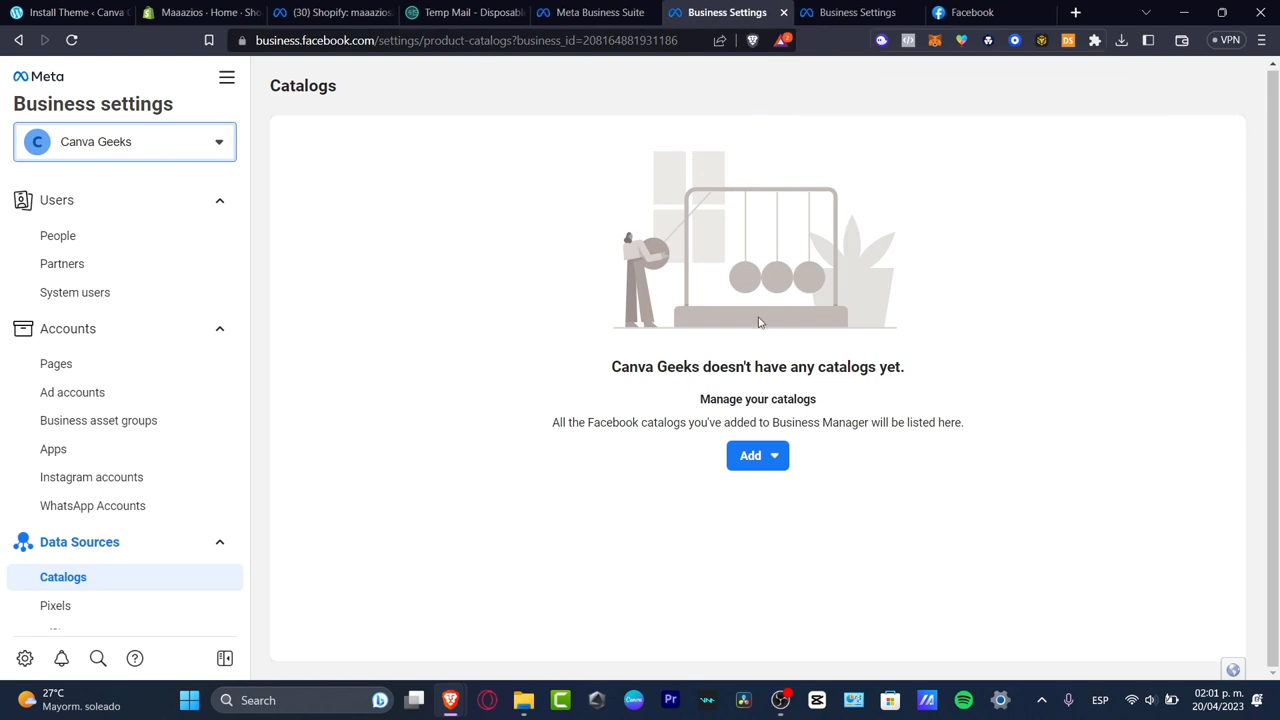 Install Theme ‹ Canva G
Maaazios - Home · Sho
(30) Shopify: maaazios
Temp Mail - Disposable
Meta Business Suite
Business Settings
Business Settings
Facebook
business.facebook.com/settings/product-catalogs?business_id=208164881931186
2
VPN
Meta
Business settings
C Canva Geeks
Users
People
Partners
System users
Accounts
Pages
Ad accounts
Business asset groups
Apps
Instagram accounts
WhatsApp Accounts
Data Sources
Catalogs
Pixels
Catalogs
Canva Geeks doesn't have any catalogs yet.
Manage your catalogs
All the Facebook catalogs you've added to Business Manager will be listed here.
Add
27°C
Mayorm. soleado
Search
ESP
02:01 p. m.
20/04/2023